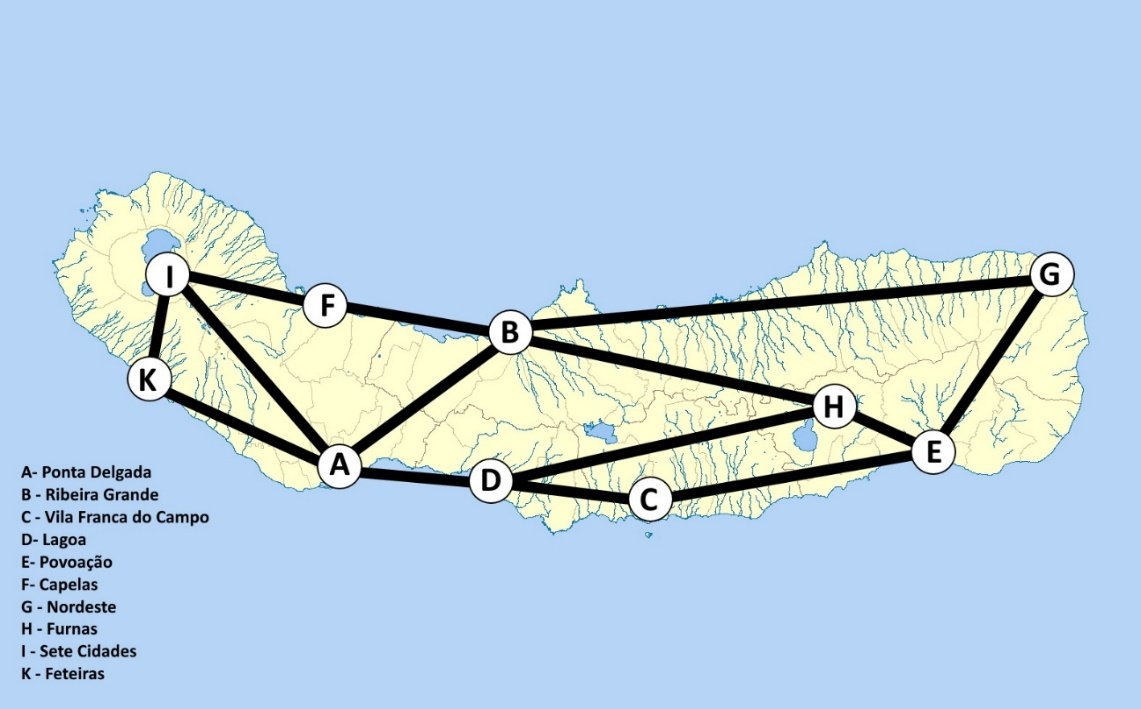 G
I
F
B
K
H
A
D
E
C
A- Ponta Delgada
B - Ribeira Grande
C - Vila Franca do Campo
D- Lagoa
E- Povoação
F- Capelas
G - Nordeste
H - Furnas
I - Sete Cidades
K - Feteiras